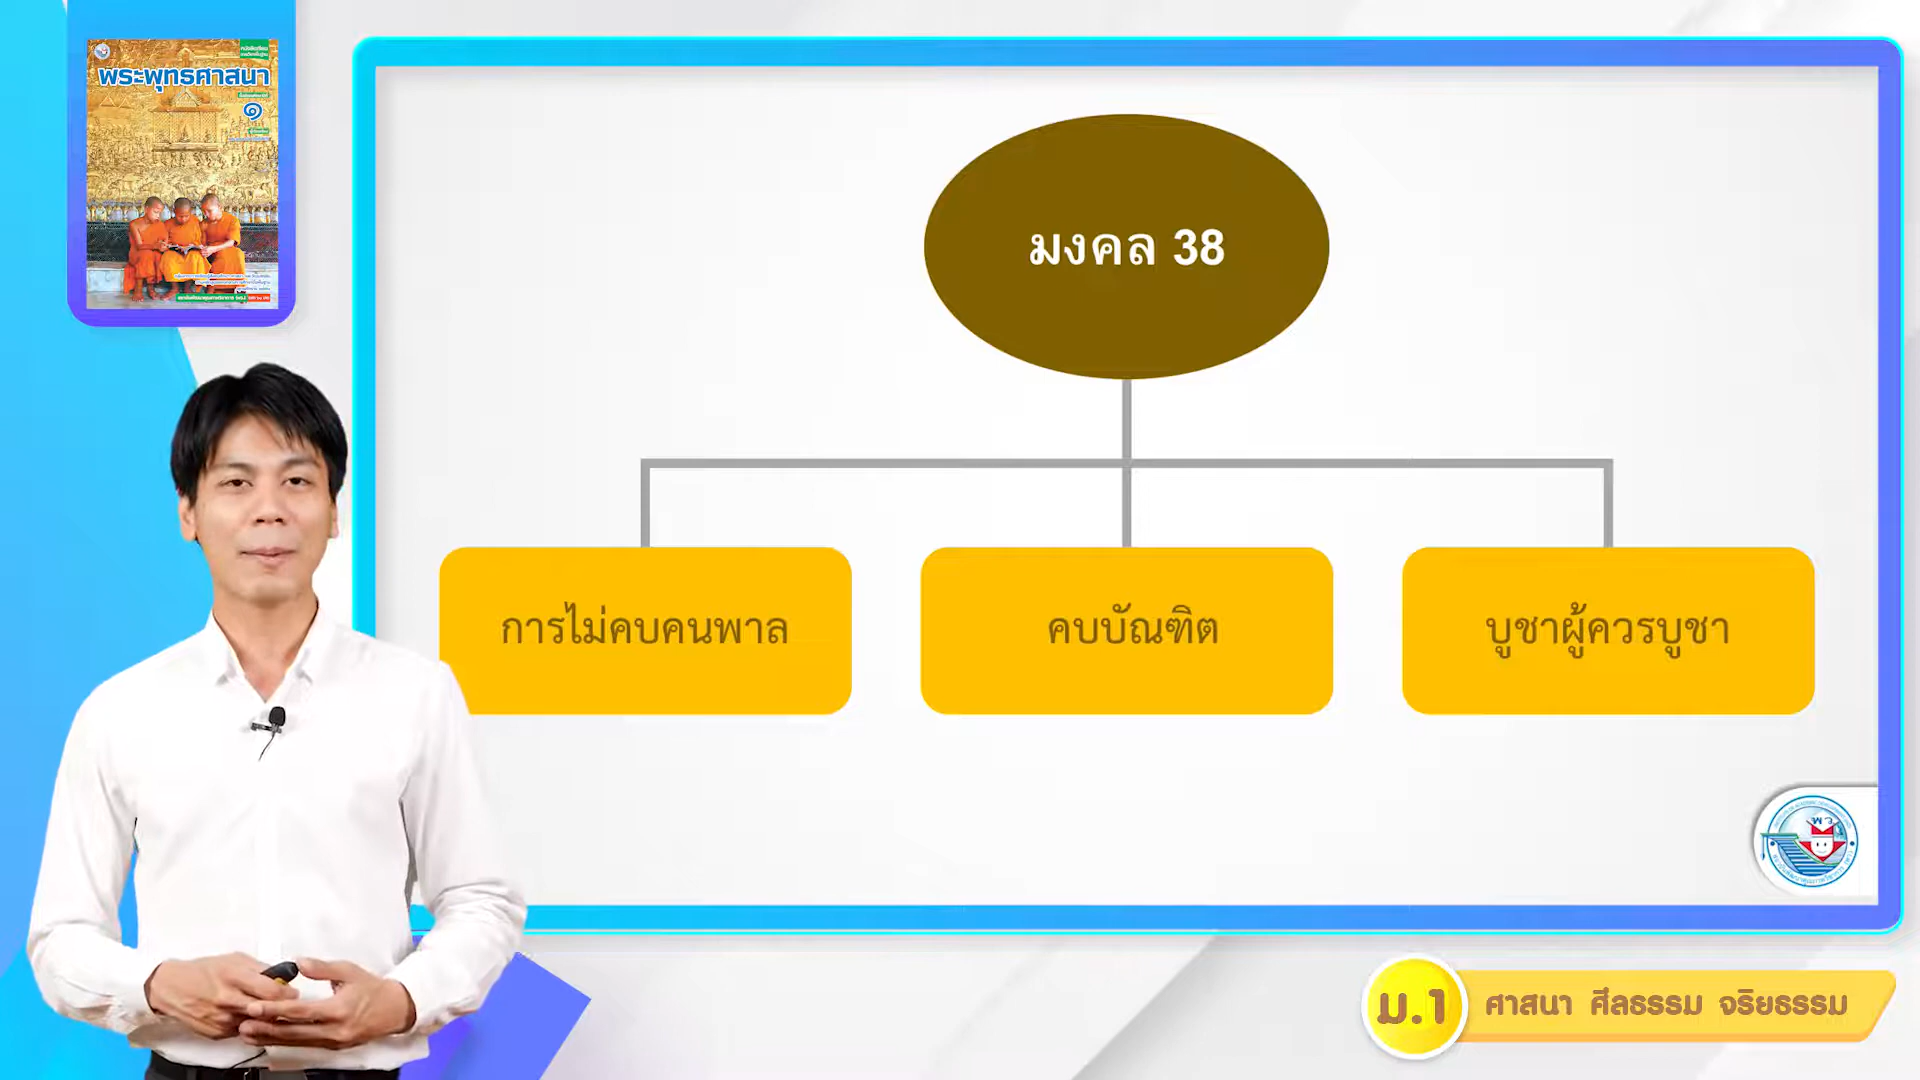 พระพุทธศาสนา
๑
มงคล 38
การไม่คบคนพาล
คบบัณฑิต
บูชาผู้ควรบูชา
พว
ม.1
ศาสนา ศีลธรรม จริยธรรม